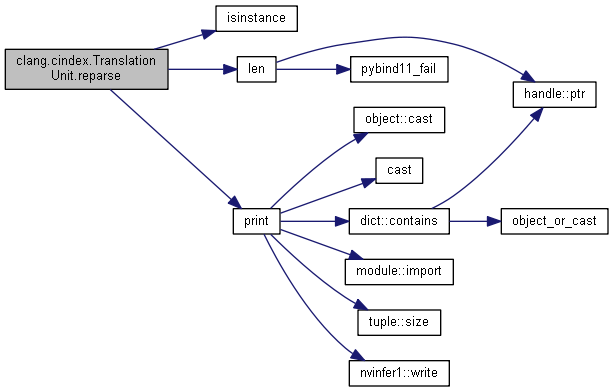 isinstance
clang.cindex.Translation
Unit.reparse
len
pybind11_fail
handle::ptr
object::cast
cast
print
dict::contains
object_or_cast
module::import
tuple::size
nvinfer1::write